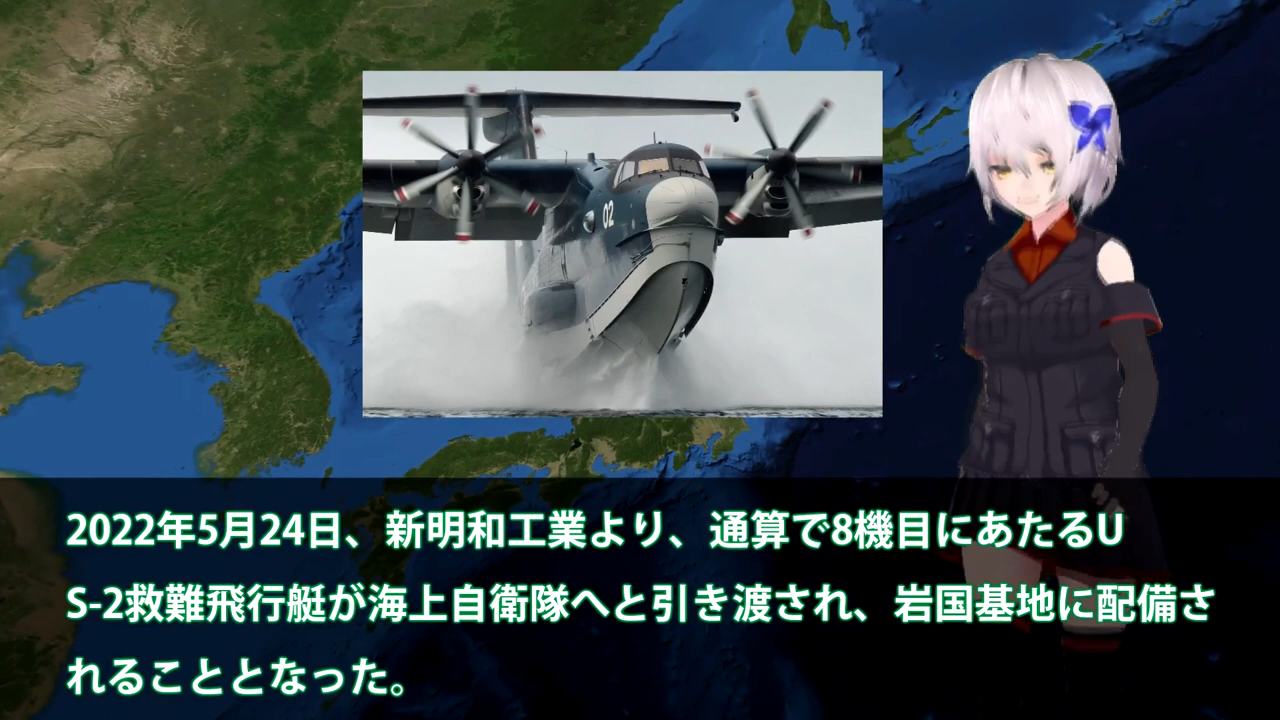 02
2022年5月24日、新明和工業より、通算で8機目にあたるU
S-2救難飛行艇が海上自衛隊へと引き渡され、岩国基地に配備さ
れることとなった。